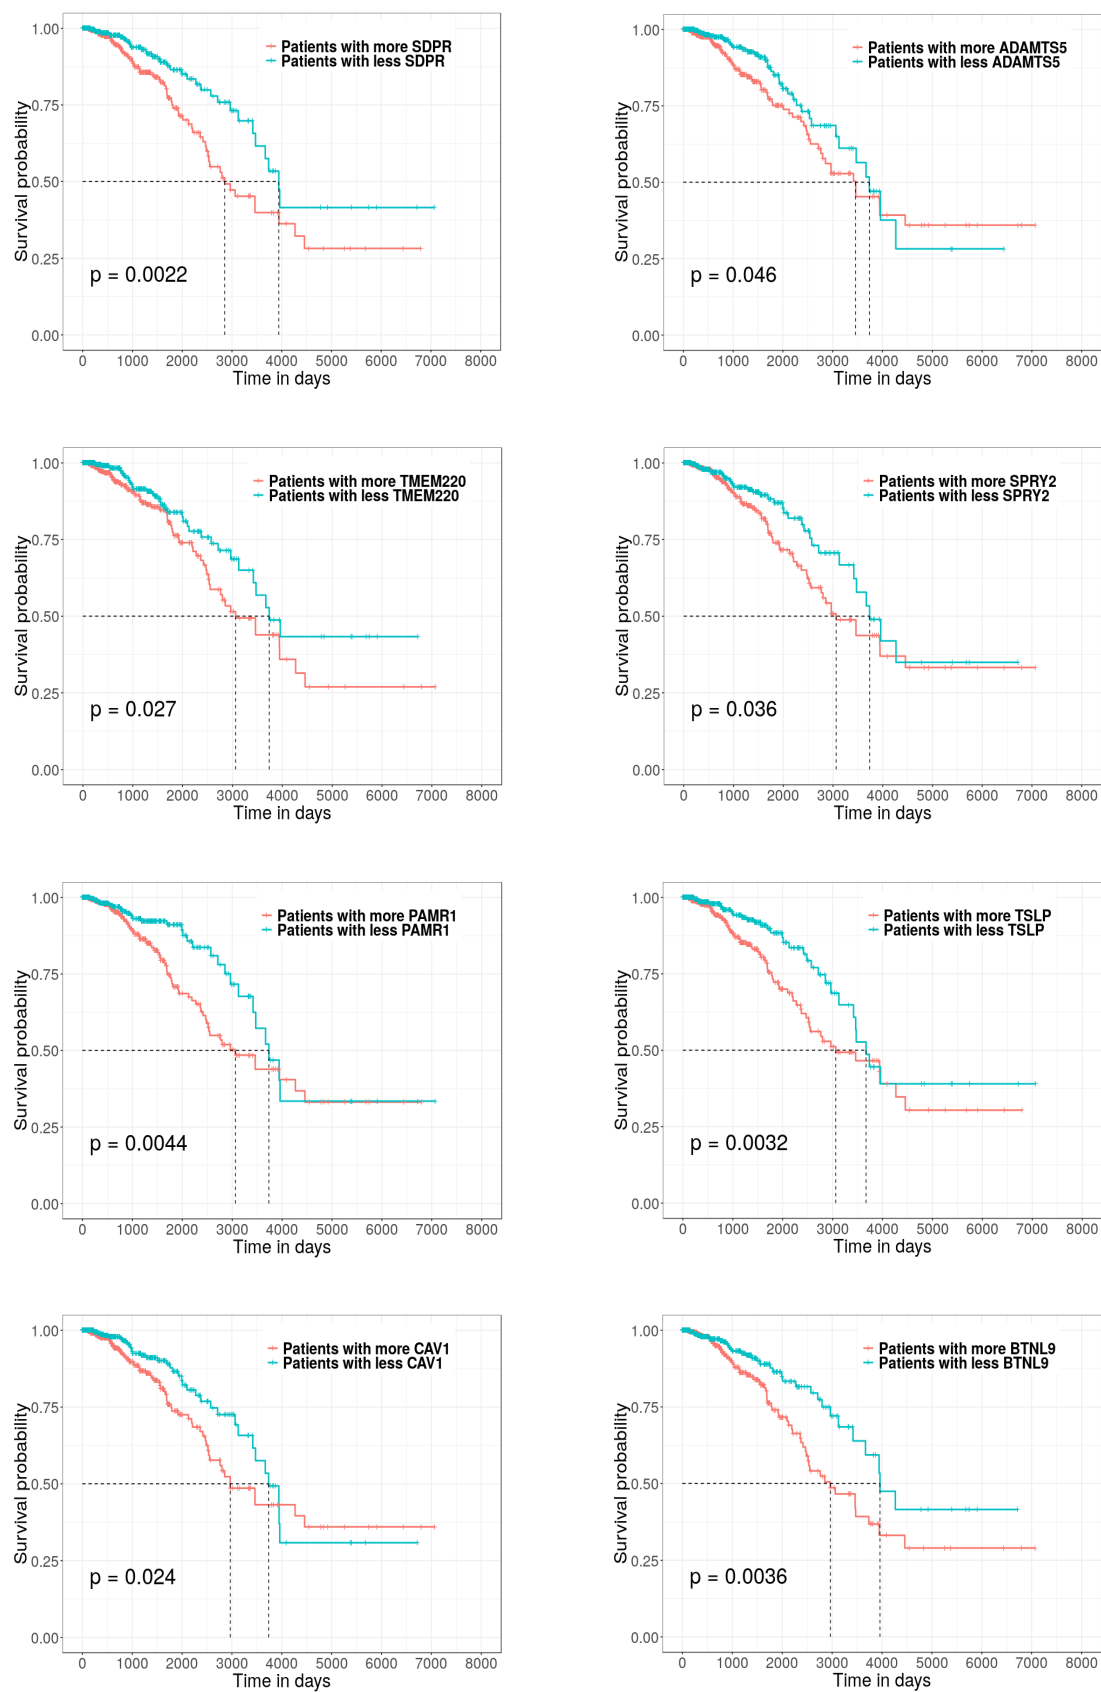 Patients with more SDPR
Patients with less SDPR
Survival probability
1.00
0.75
0.50
0.25
0.00
p = 0.0022
0 1000 2000 3000 4000 5000 6000 7000 8000
Time in days
Patients with more ADAMTS5
Patients with less ADAMTS5
Survival probability
1.00
0.75
0.50
0.25
0.00
p = 0.046
0 1000 2000 3000 4000 5000 6000 7000 8000
Time in days
Patients with more TMEM220
Patients with less TMEM220
Survival probability
1.00
0.75
0.50
0.25
0.00
p = 0.027
0 1000 2000 3000 4000 5000 6000 7000 8000
Time in days
Patients with more SPRY2
Patients with less SPRY2
Survival probability
1.00
0.75
0.50
0.25
0.00
p = 0.036
0 1000 2000 3000 4000 5000 6000 7000 8000
Time in days
Patients with more PAMR1
Patients with less PAMR1
Survival probability
1.00
0.75
0.50
0.25
0.00
p = 0.0044
0 1000 2000 3000 4000 5000 6000 7000 8000
Time in days
Patients with more TSLP
Patients with less TSLP
Survival probability
1.00
0.75
0.50
0.25
0.00
p = 0.0032
0 1000 2000 3000 4000 5000 6000 7000 8000
Time in days
Patients with more CAV1
Patients with less CAV1
Survival probability
1.00
0.75
0.50
0.25
0.00
p = 0.024
0 1000 2000 3000 4000 5000 6000 7000 8000
Time in days
Patients with more BTNL9
Patients with less BTNL9
Survival probability
1.00
0.75
0.50
0.25
0.00
p = 0.0036
0 1000 2000 3000 4000 5000 6000 7000 8000
Time in days